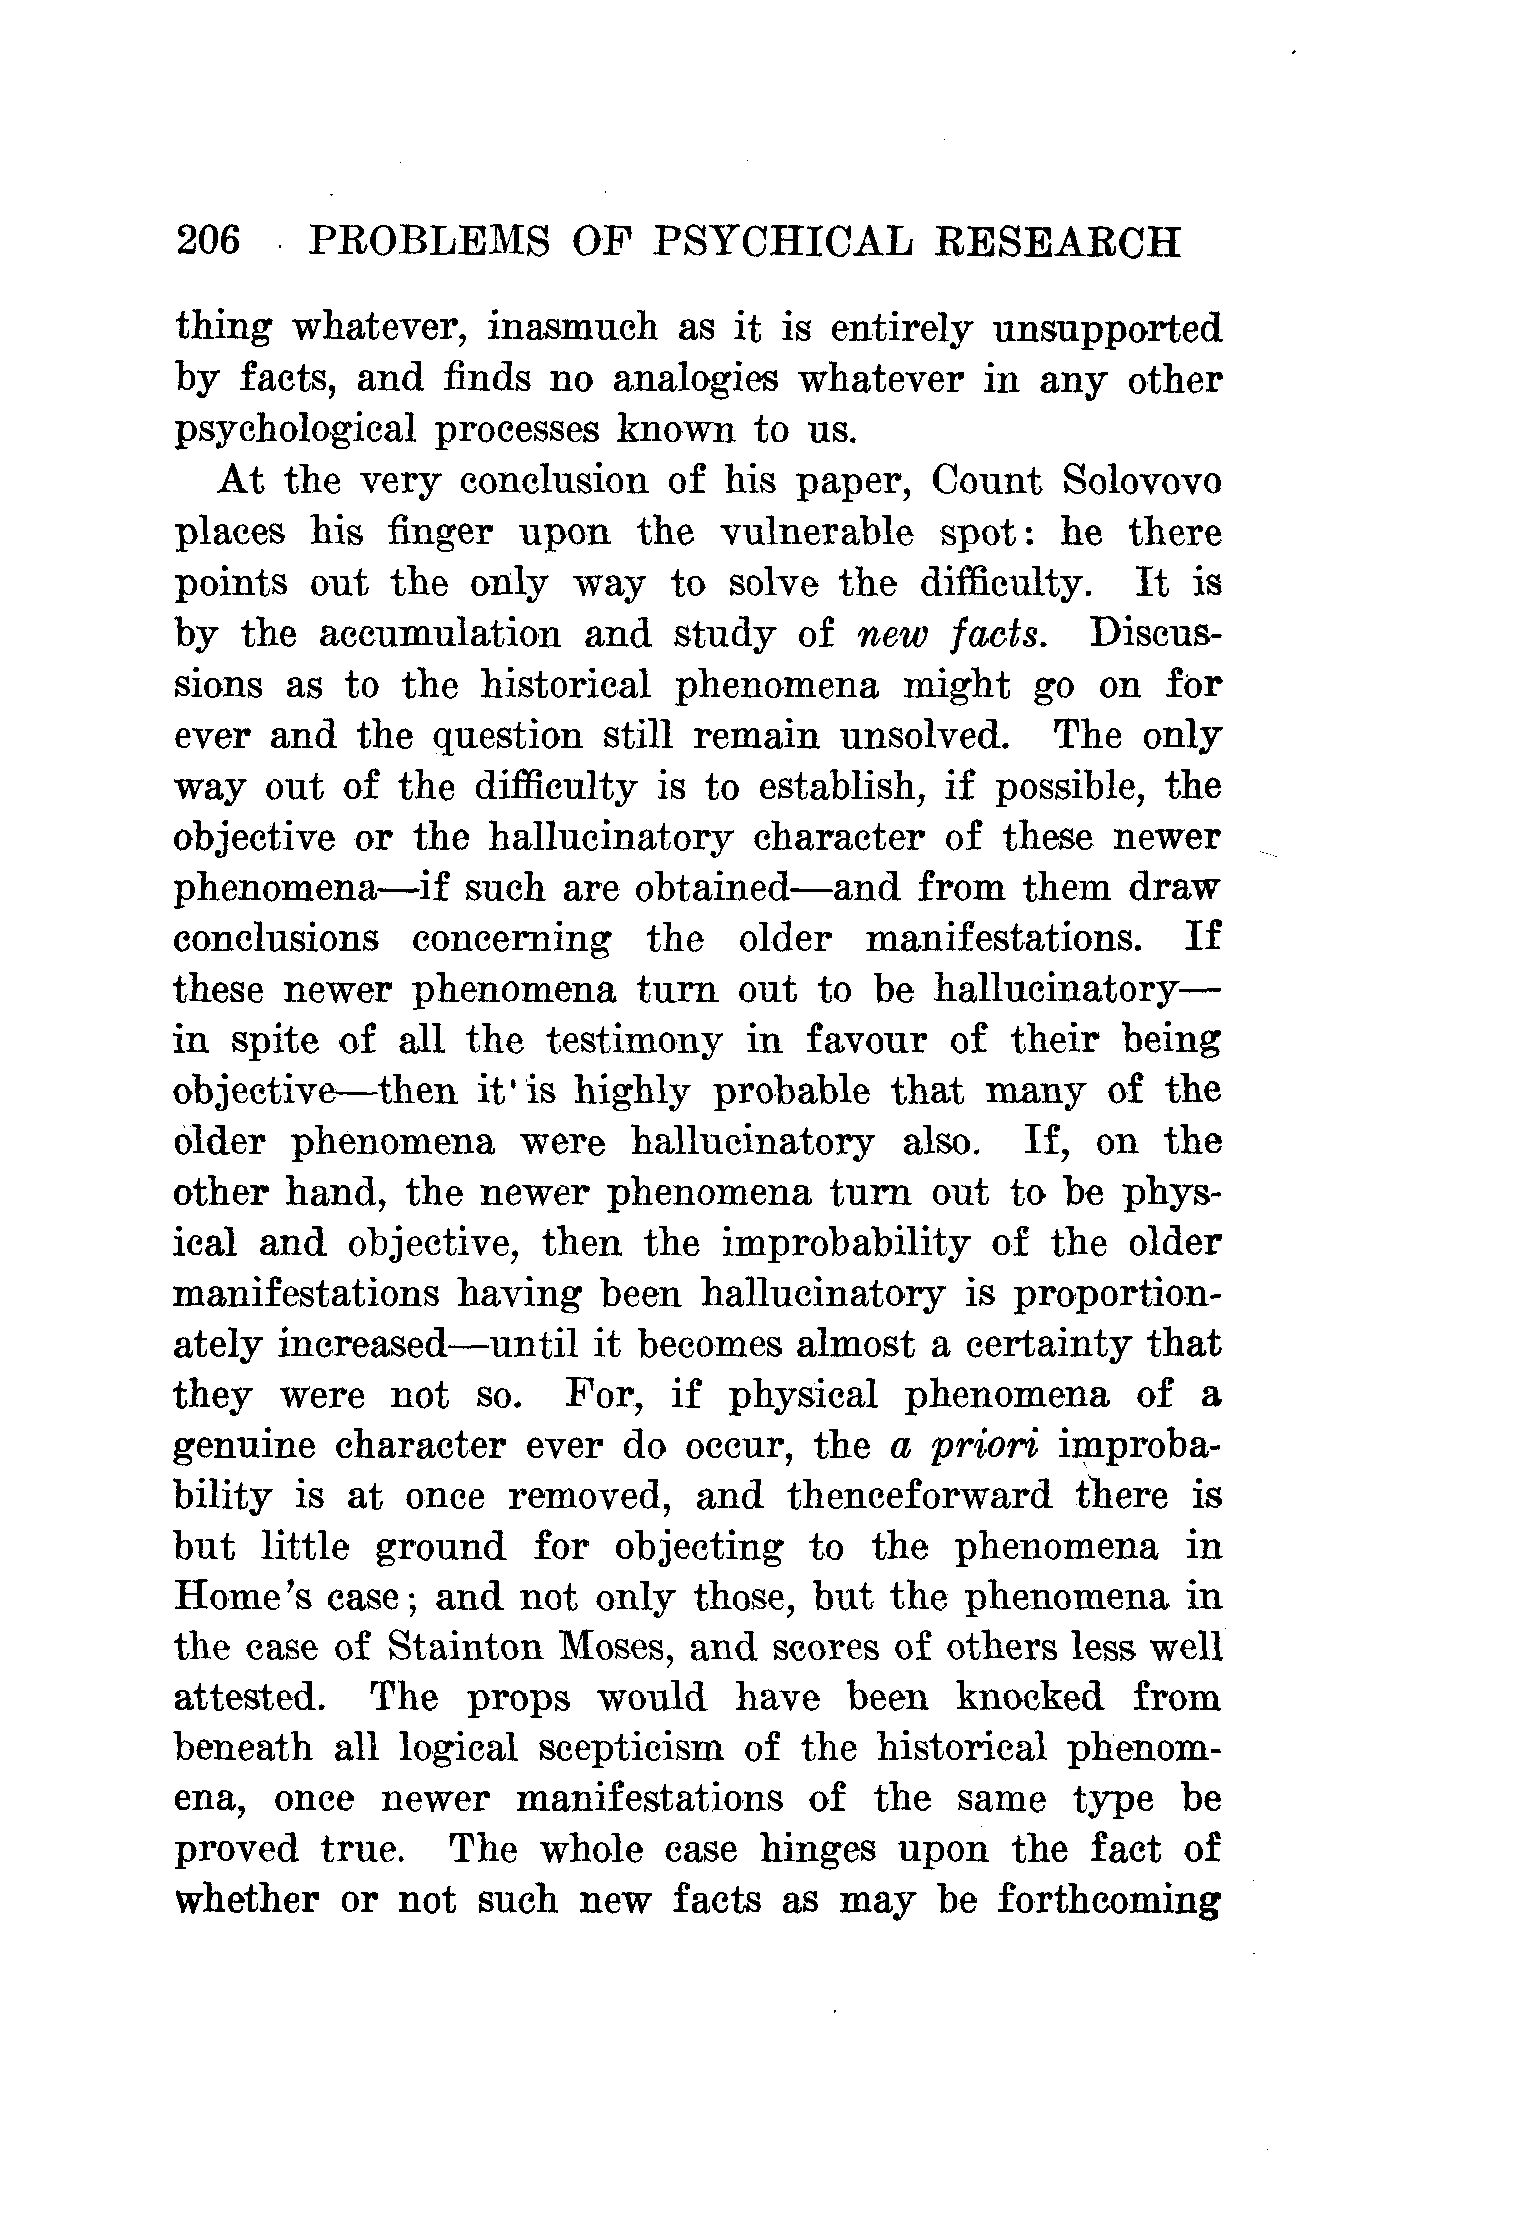 206 PROBLEMS OF PSYCHICAL RESEARCH
thing whatever, inasmuch as it is entirely unsupported
by facts, and finds no analogies whatever in any other
psychological processes known to us.
At the very conclusion of his paper, Count Solovovo
places his finger upon the vulnerable spot: he there
points out the only way to solve the difficulty. It is
by the accumulation and study of new facts. Discus-
sions as to the historical phenomena might go on for
ever and the question still remain unsolved. The only
way out of the difficulty is to establish, if possible, the
objective or the hallucinatory character of these newer
phenomena—if such are obtained—and from them draw
conclusions concerning the older manifestations. If
these newer phenomena turn out to be hallucinatory—
in spite of all the testimony in favour of their being
objective—then it is highly probable that many of the
older phenomena were hallucinatory also. If, on the
other hand, the newer phenomena turn out to be phys-
ical and objective, then the improbability of the older
manifestations having been hallucinatory is proportion-
ately increased—until it becomes almost a certainty that
they were not so. For, if physical phenomena of a
genuine character ever do occur, the a priori improba-
bility is at once removed, and thenceforward there is
but little ground for objecting to the phenomena in
Home's case; and not only those, but the phenomena in
the case of Stainton Moses, and scores of others less well
attested. The props would have been knocked from
beneath all logical scepticism of the historical phenom-
ena, once newer manifestations of the same type be
proved true. The whole case hinges upon the fact of
whether or not such new facts as may be forthcoming